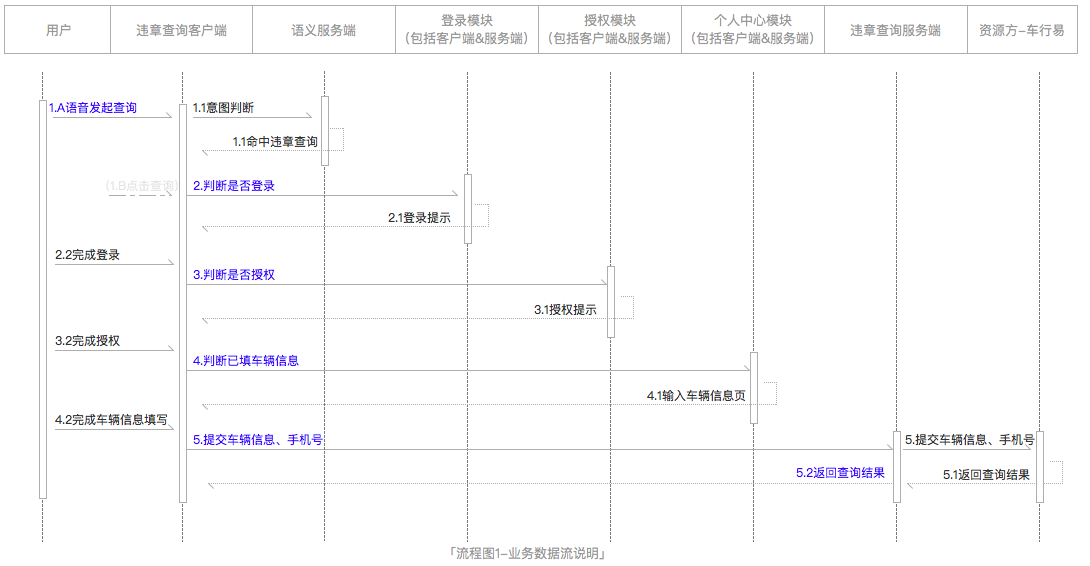 用户
违章查询客户端
语义服务端
登录模块
（包括客户端&服务端）
授权模块
（包括客户端&服务端）
个人中心模块
（包括客户端&服务端）
违章查询服务端
资源方-车行易
1.A语音发起查询
1.1意图判断
1.1命中违章查询
（1.B点击查询）
2.判断是否登录
2.1登录提示
2.2完成登录
3.判断是否授权
3.1授权提示
3.2完成授权
4.判断已填车辆信息
4.1输入车辆信息页
4.2完成车辆信息填写
5.提交车辆信息、手机号
5.提交车辆信息、手机号
5.2返回查询结果
5.1返回查询结果
「流程图1-业务数据流说明」